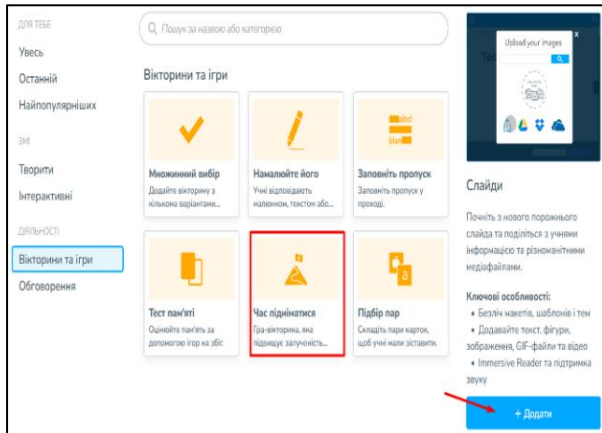 ДЛЯ ТЕБЕ
Увесь
Останній
Найпопулярніших
ЗМІ
Творити
Інтерактивні
ДІЯЛЬНОСТІ
Вікторини та ігри
Обговорення
Пошук за назвою або категорією
Вікторини та ігри
Множинний вибір
Додайте вікторину з
кількома варіантами...
Намалюйте його
Учні відповідають
малюнком, текстом або...
Заповніть пропуск
Заповніть пропуск у
проході.
Тест пам'яті
Оцінюйте пам'ять за
допомогою ігор на збіг.
Час підніматися
Гра-вікторина, яка
підвищує залученість...
Підбір пар
Складіть пари карток,
щоб учні мали зіставити.
Upload your images
x
Слайди
Почніть з нового порожнього
слайда та поділіться з учнями
інформацією та різноманітними
медіафайлами.
Ключові особливості:
• Безліч макетів, шаблонів і тем
• Додавайте текст, фігури,
зображення, GIF-файли та відео
• Immersive Reader та підтримка
звуку
+ Додати